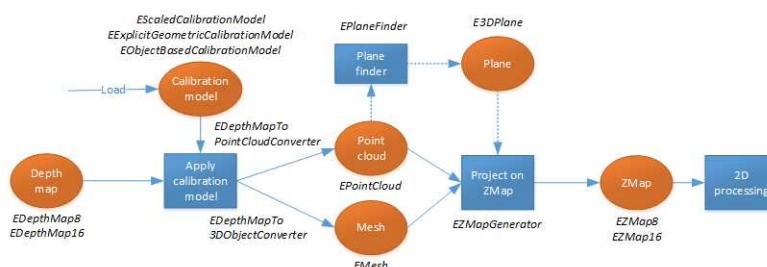 EScaledCalibrationModel
EExplicitGeometricCalibrationModel
EObjectBasedCalibrationModel
EPlaneFinder
E3DPlane
Load
Calibration
model
Plane
finder
Plane
EDepthMapTo
PointCloudConverter
Depth
map
Apply
calibration
model
Point
cloud
Project on
ZMap
ZMap
2D
processing
EPointCloud
EDepthMap8
EDepthMap16
EDepthMapTo
3DObjectConverter
Mesh
EZMapGenerator
EZMap8
EZMap16
EMesh